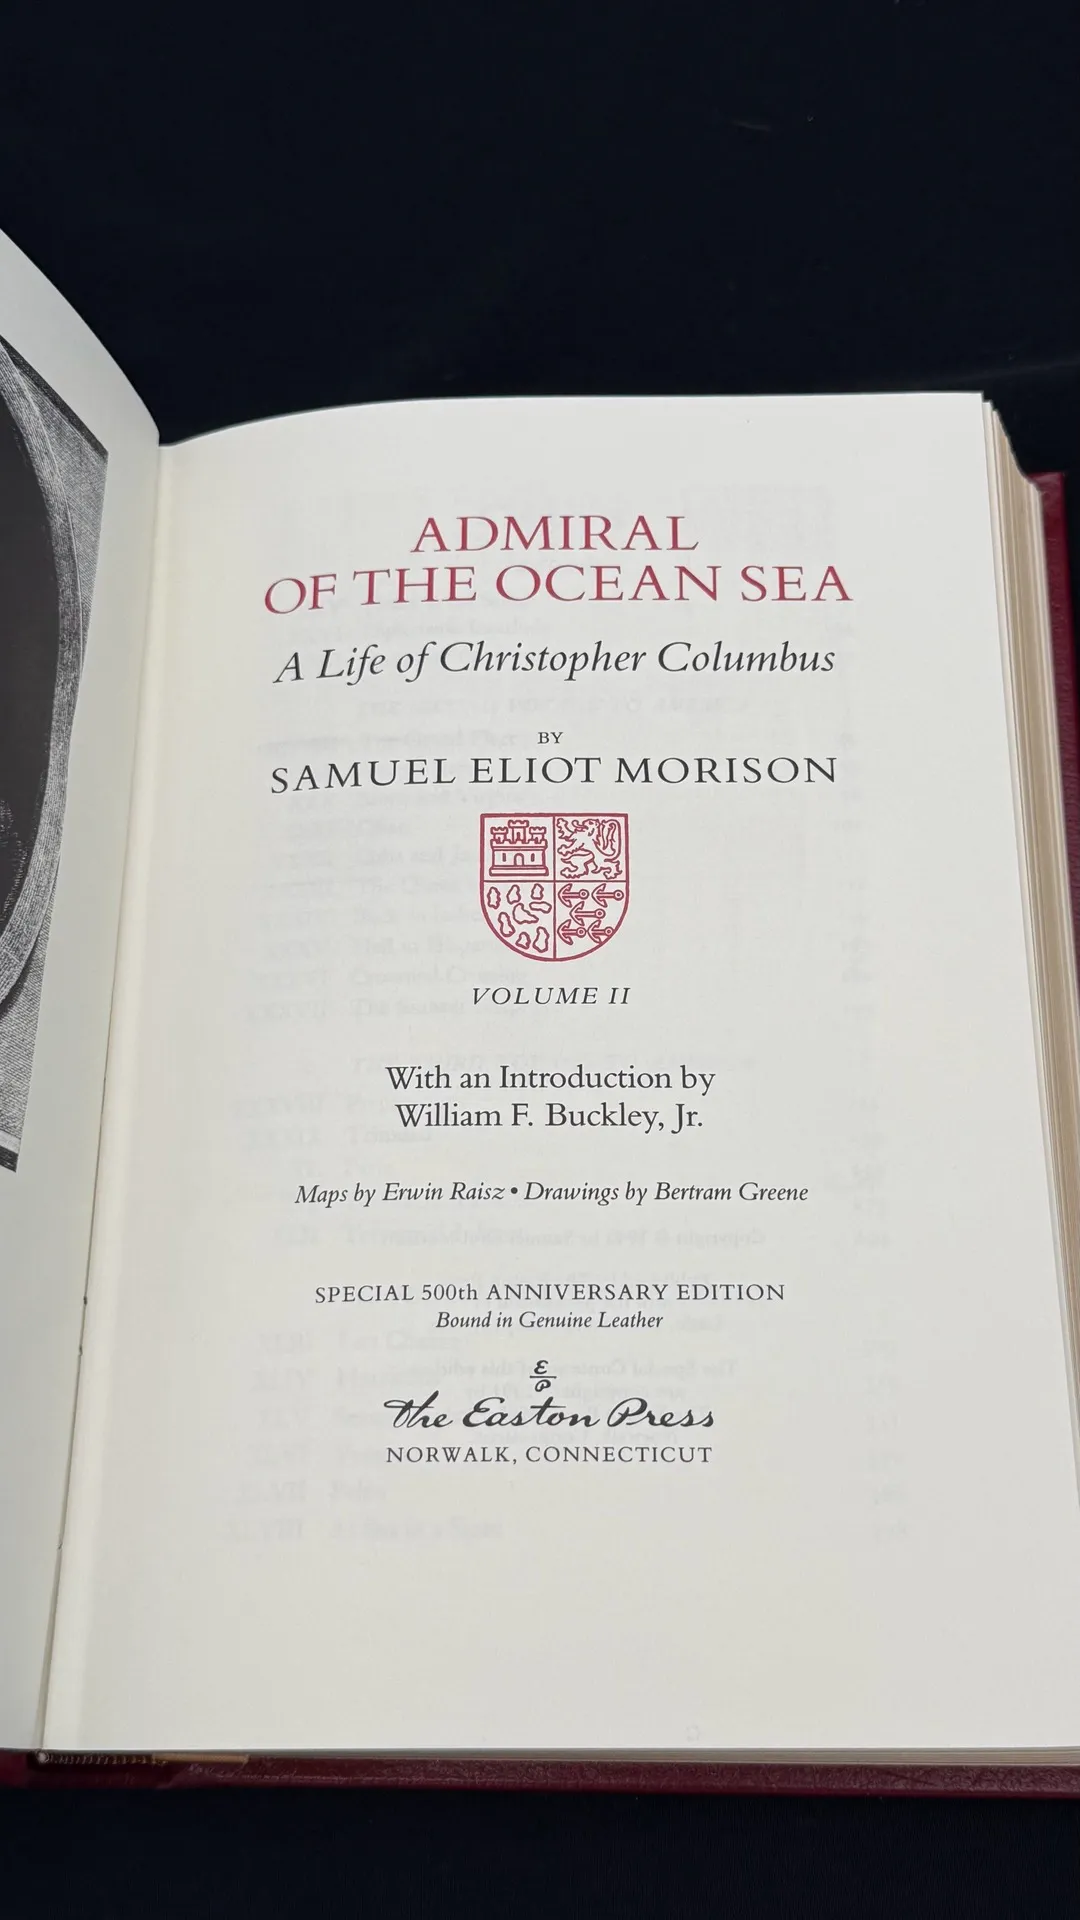 ADMIRAL
OF THE OCEAN SEA
A Life of Christopher Columbus
BY
SAMUEL ELIOT MORISON
VOLUME II
With an Introduction by
William F. Buckley, Jr.
Maps by Erwin Raisz • Drawings by Bertram Greene
SPECIAL 500th ANNIVERSARY EDITION
Bound in Genuine Leather
E
P
The Easton Press
NORWALK, CONNECTICUT